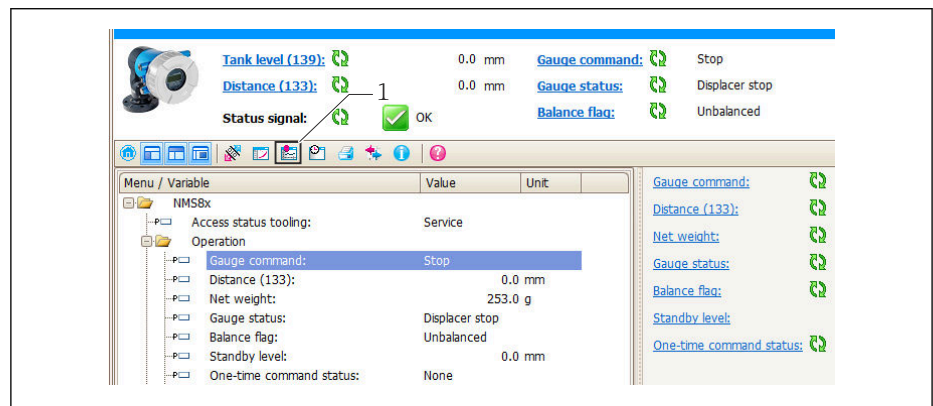 Tank level (139): 0.0 mm Gauge command: Stop
Distance (133): 0.0 mm Gauge status: Displacer stop
1
Status signal: OK Balance flag: Unbalanced
Menu / Variable Value Unit
NMS8x
Access status tooling: Service
Operation
Gauge command: Stop
Distance (133): 0.0 mm
Net weight: 253.0 g
Gauge status: Displacer stop
Balance flag: Unbalanced
Standby level: 0.0 mm
One-time command status: None
Gauge command:
Distance (133):
Net weight:
Gauge status:
Balance flag:
Standby level:
One-time command status: